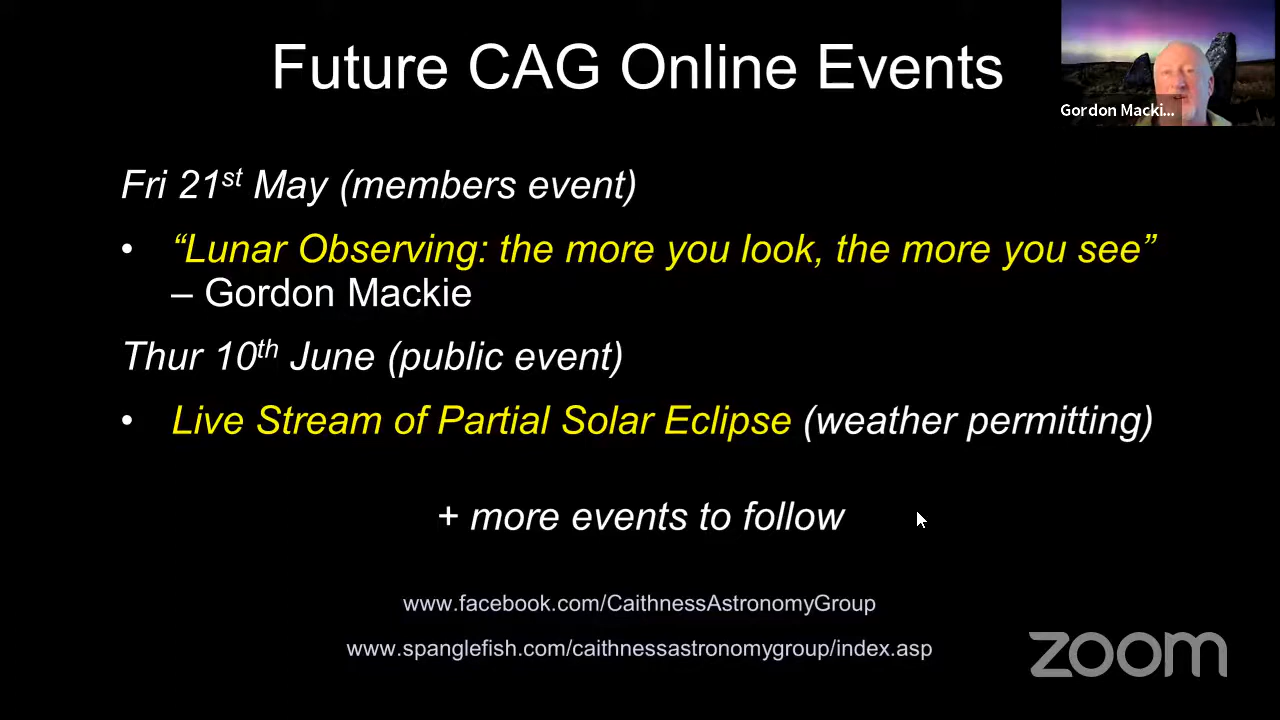 Future CAG Online Events
Gordon Macki...
Fri 21st May (members event)
• “Lunar Observing: the more you look, the more you see”
– Gordon Mackie
Thur 10th June (public event)
• Live Stream of Partial Solar Eclipse (weather permitting)
+ more events to follow
www.facebook.com/CaithnessAstronomyGroup
www.spanglefish.com/caithnessastronomygroup/index.asp
zoom